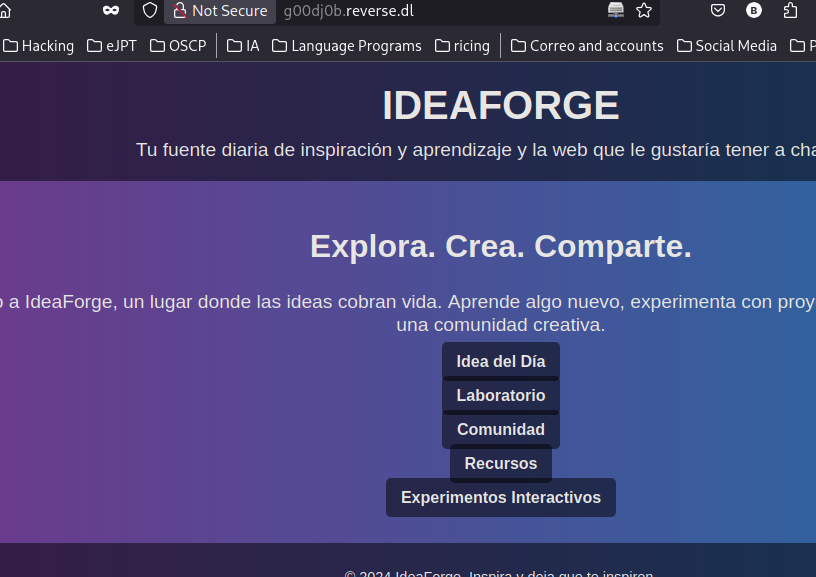 Not Secure g00dj0b.reverse.dl B
Hacking eJPT OSCP IA Language Programs ricing Correo and accounts Social Media P
IDEAFORGE
Tu fuente diaria de inspiración y aprendizaje y la web que le gustaría tener a cha
Explora. Crea. Comparte.
o a IdeaForge, un lugar donde las ideas cobran vida. Aprende algo nuevo, experimenta con proy
una comunidad creativa.
Idea del Día
Laboratorio
Comunidad
Recursos
Experimentos Interactivos
© 2024 IdeaForge. Inspira y deja que te inspiren.